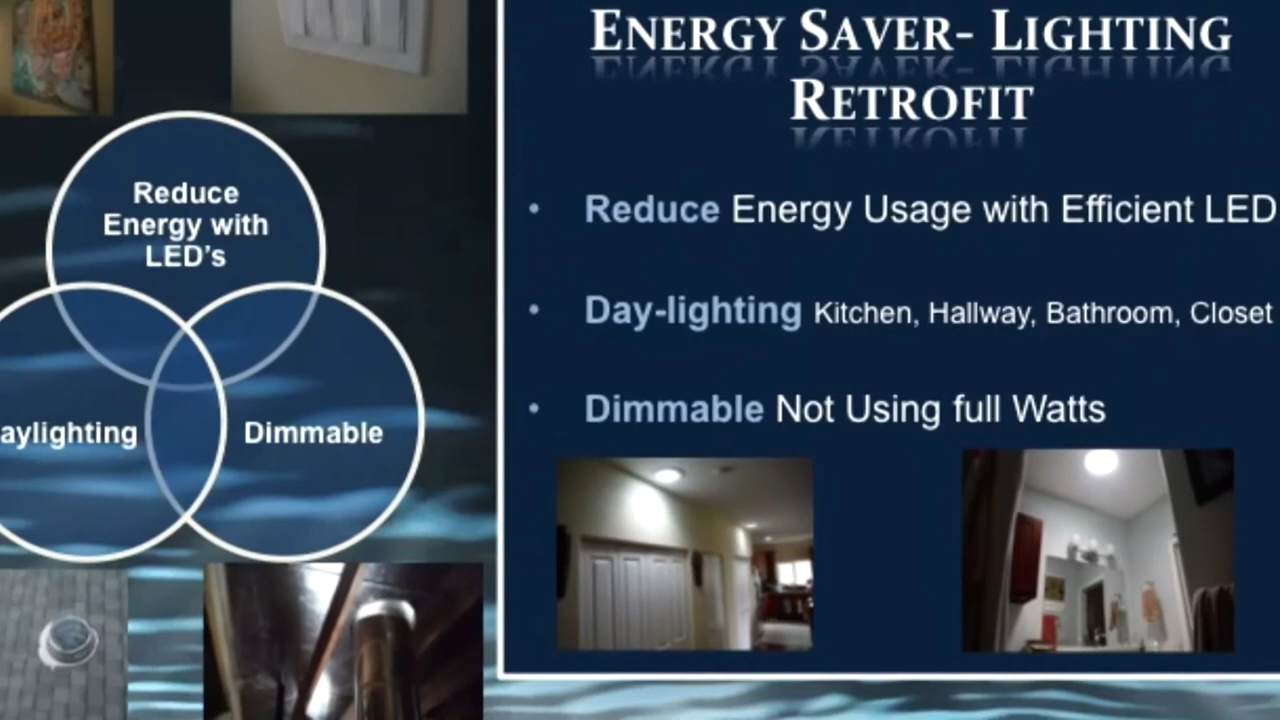 ENERGY SAVER- LIGHTING
RETROFIT
Reduce
Energy with
LED's
aylighting
Dimmable
• Reduce Energy Usage with Efficient LED
• Day-lighting Kitchen, Hallway, Bathroom, Closet
• Dimmable Not Using full Watts